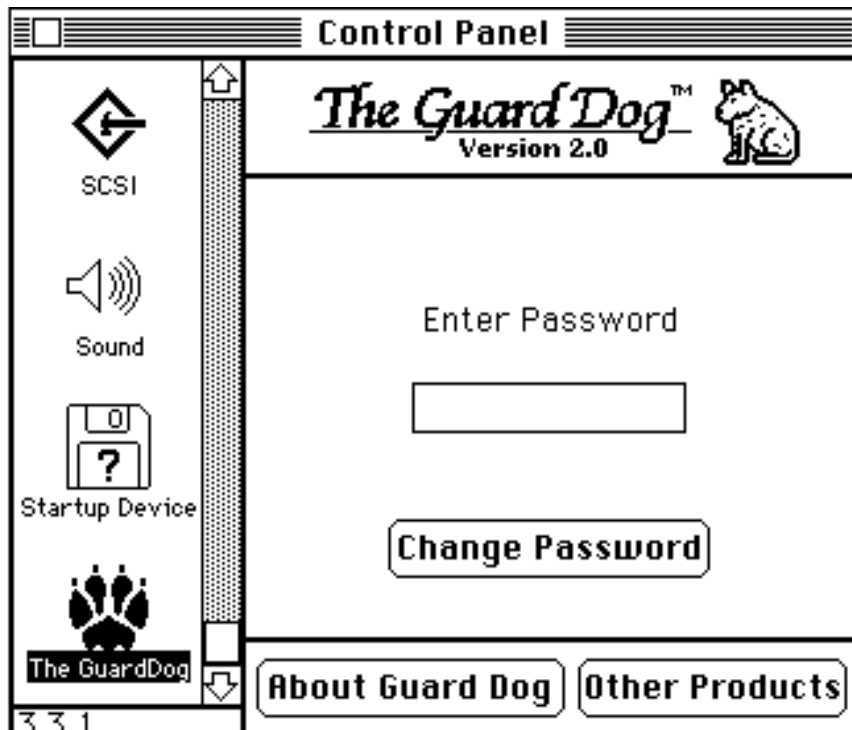 Control Panel
SCSI
Sound
Startup Device
The GuardDog
3.3.1
The Guard Dog™
Version 2.0
Enter Password
Change Password
About Guard Dog
Other Products